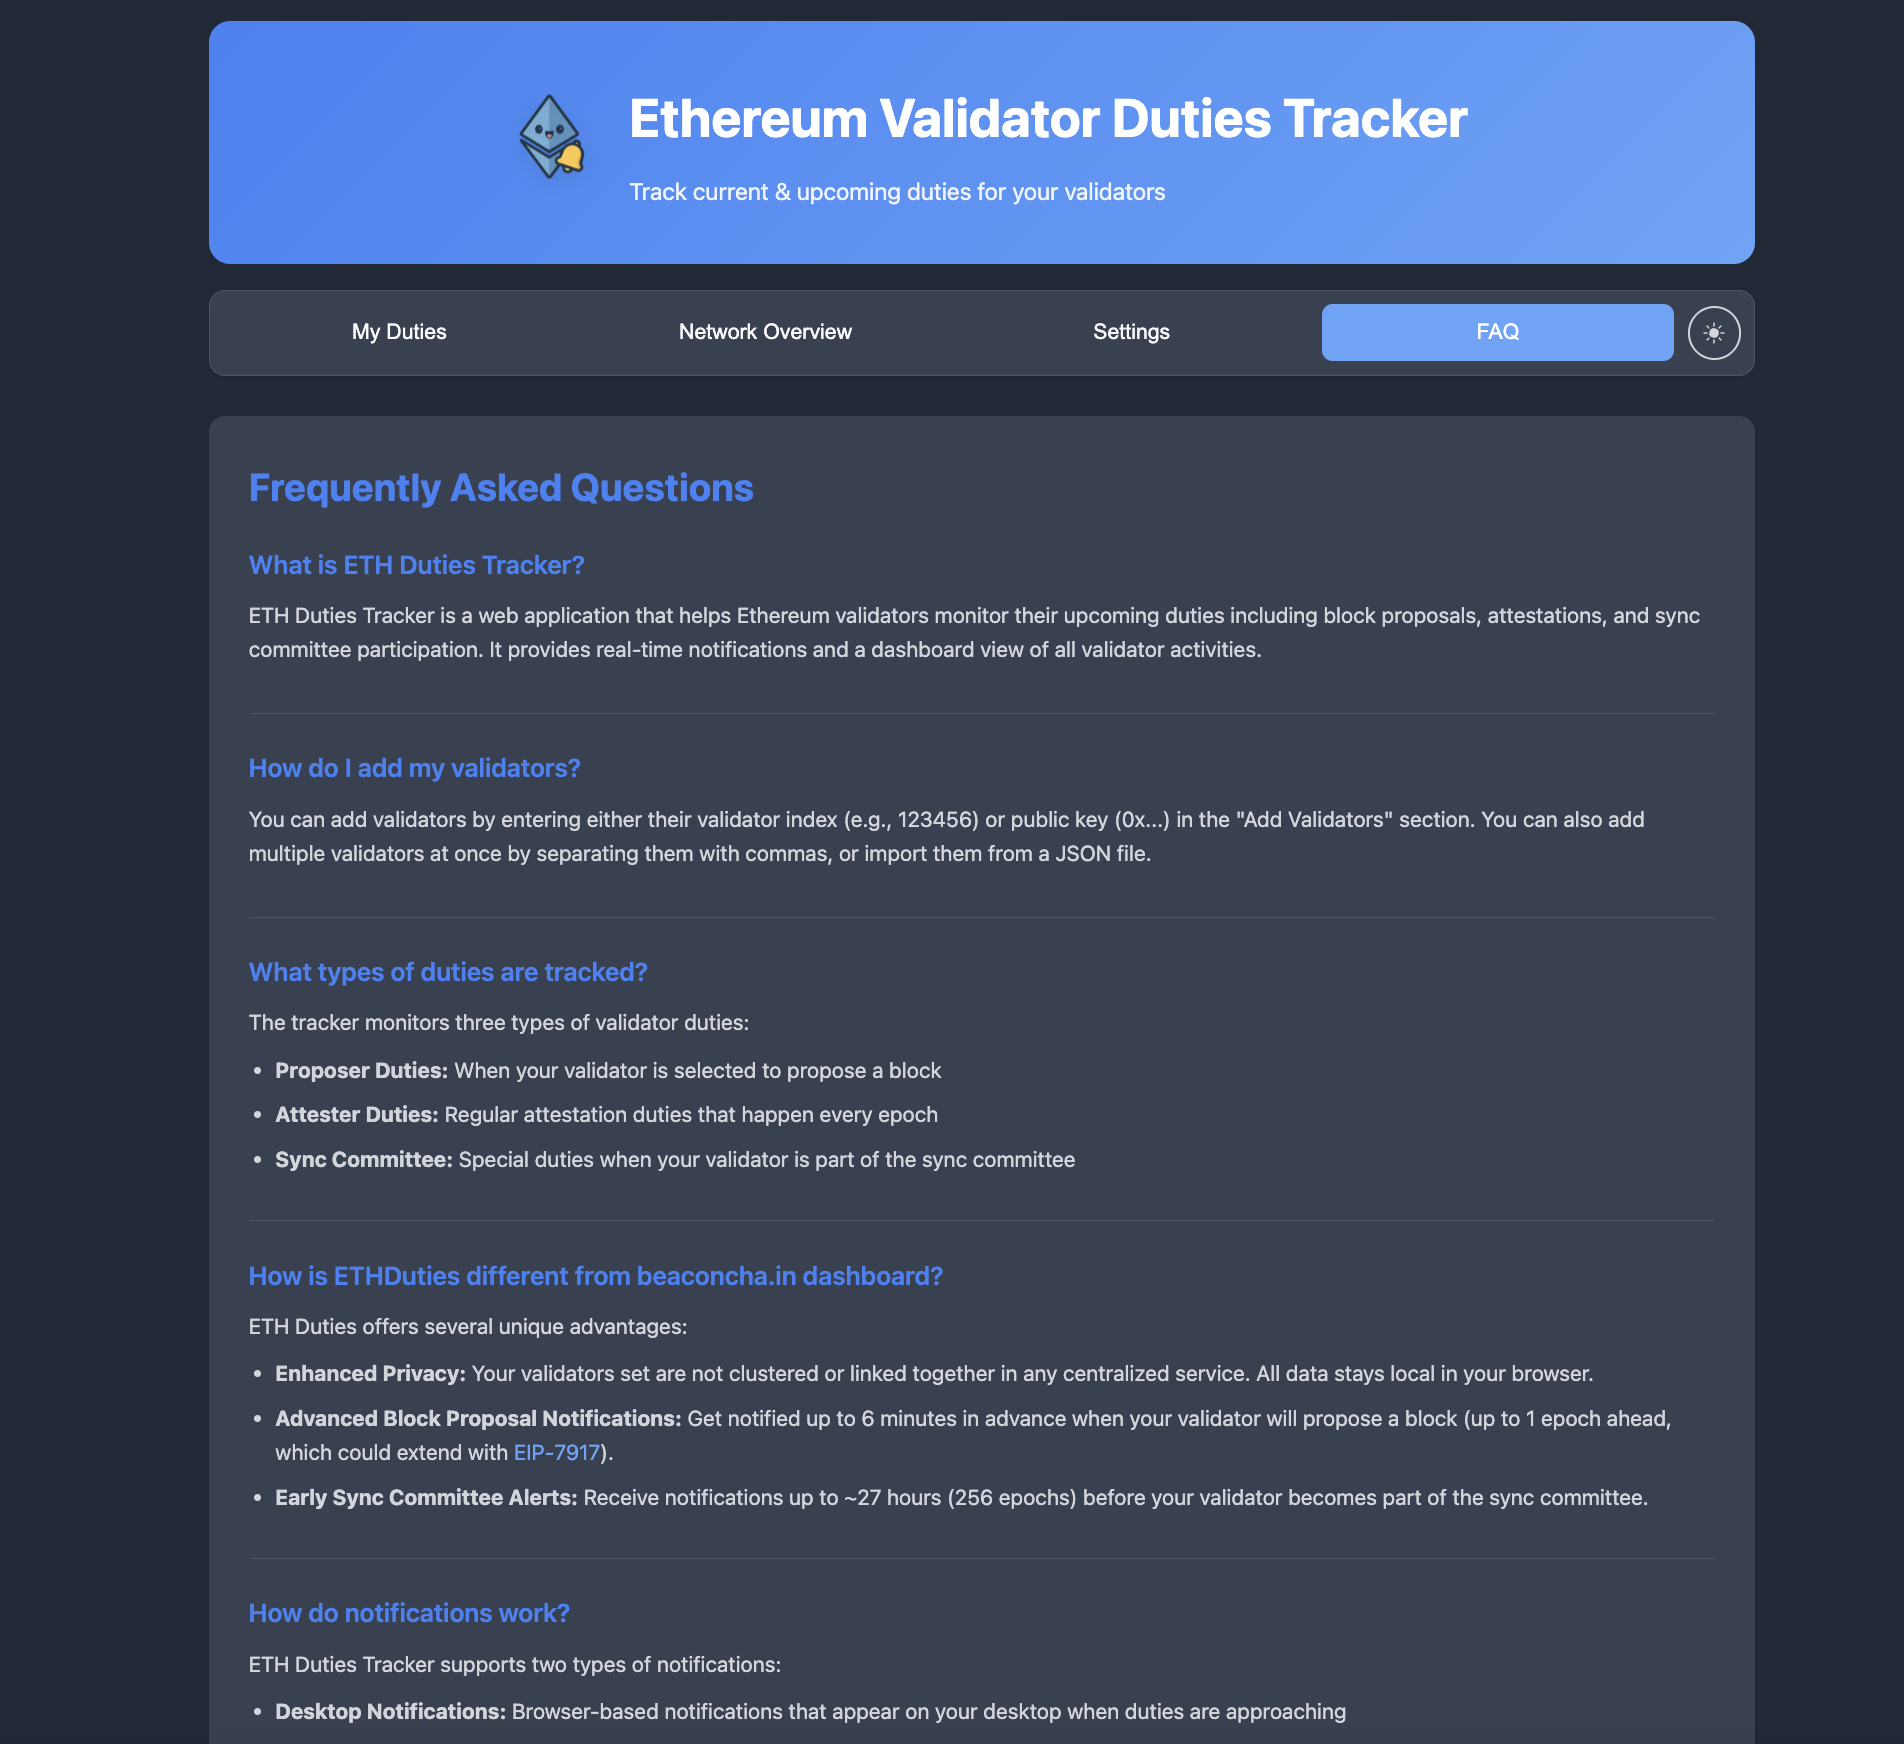 Ethereum Validator Duties Tracker
Track current & upcoming duties for your validators
My Duties
Network Overview
Settings
FAQ
Frequently Asked Questions
What is ETH Duties Tracker?
ETH Duties Tracker is a web application that helps Ethereum validators monitor their upcoming duties including block proposals, attestations, and sync
committee participation. It provides real-time notifications and a dashboard view of all validator activities.
How do I add my validators?
You can add validators by entering either their validator index (e.g., 123456) or public key (0x...) in the "Add Validators" section. You can also add
multiple validators at once by separating them with commas, or import them from a JSON file.
What types of duties are tracked?
The tracker monitors three types of validator duties:
• Proposer Duties: When your validator is selected to propose a block
• Attester Duties: Regular attestation duties that happen every epoch
• Sync Committee: Special duties when your validator is part of the sync committee
How is ETHDuties different from beaconcha.in dashboard?
ETH Duties offers several unique advantages:
• Enhanced Privacy: Your validators set are not clustered or linked together in any centralized service. All data stays local in your browser.
• Advanced Block Proposal Notifications: Get notified up to 6 minutes in advance when your validator will propose a block (up to 1 epoch ahead,
which could extend with EIP-7917).
• Early Sync Committee Alerts: Receive notifications up to ~27 hours (256 epochs) before your validator becomes part of the sync committee.
How do notifications work?
ETH Duties Tracker supports two types of notifications:
• Desktop Notifications: Browser-based notifications that appear on your desktop when duties are approaching